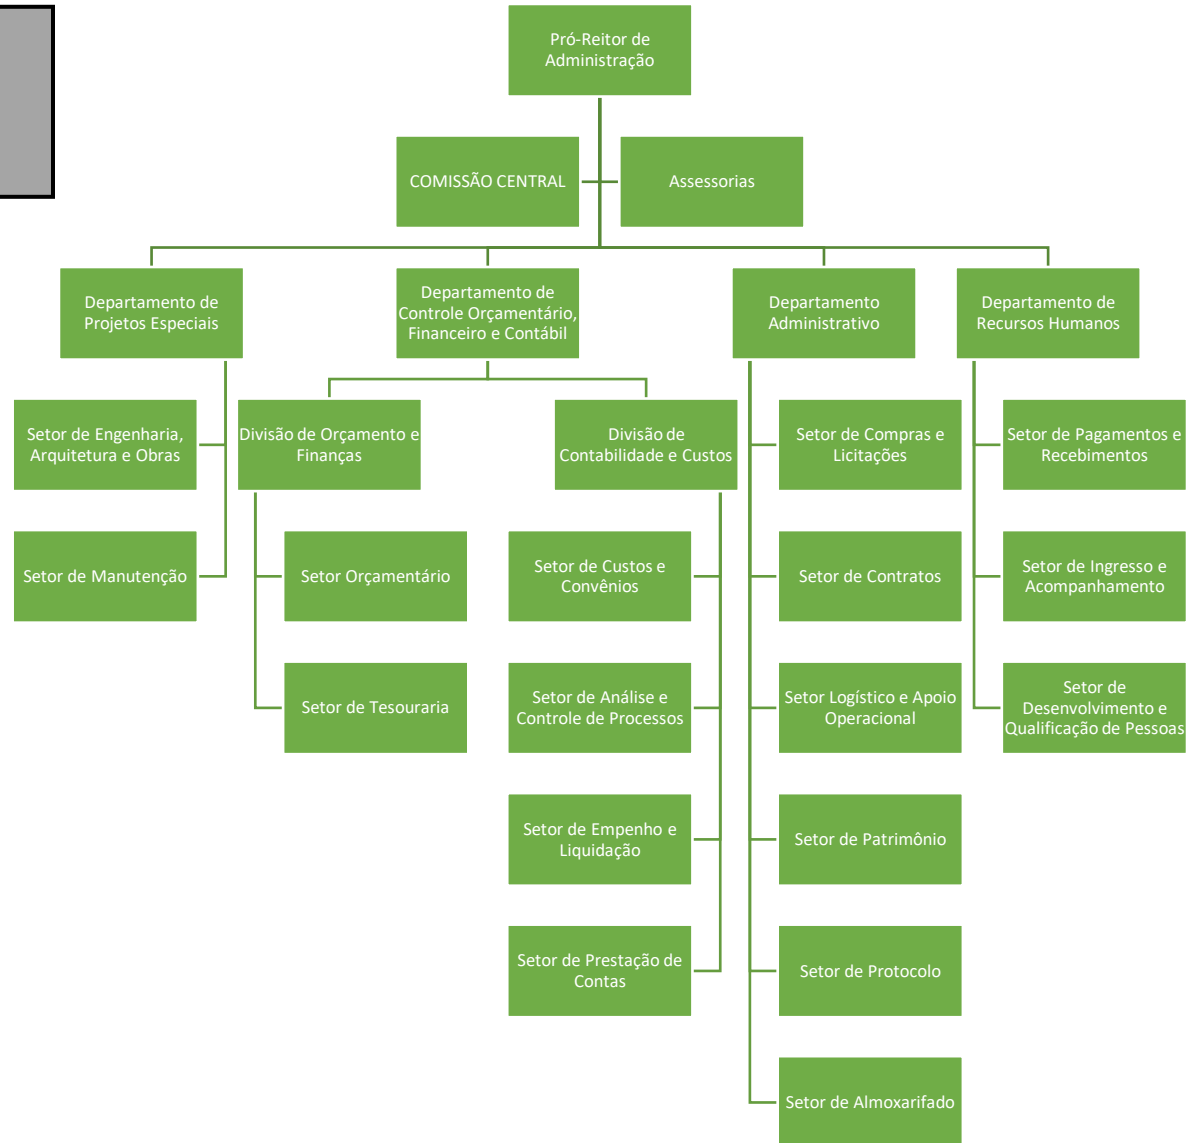 Pró-Reitor de
Administração
COMISSÃO CENTRAL
Assessorias
Departamento de
Projetos Especiais
Departamento de
Controle Orçamentário,
Financeiro e Contábil
Departamento
Administrativo
Departamento de
Recursos Humanos
Setor de Engenharia,
Arquitetura e Obras
Divisão de Orçamento e
Finanças
Divisão de
Contabilidade e Custos
Setor de Compras e
Licitações
Setor de Pagamentos e
Recebimentos
Setor de Manutenção
Setor Orçamentário
Setor de Custos e
Convênios
Setor de Contratos
Setor de Ingresso e
Acompanhamento
Setor de Tesouraria
Setor de Análise e
Controle de Processos
Setor Logístico e Apoio
Operacional
Setor de
Desenvolvimento e
Qualificação de Pessoas
Setor de Empenho e
Liquidação
Setor de Patrimônio
Setor de Prestação de
Contas
Setor de Protocolo
Setor de Almoxarifado